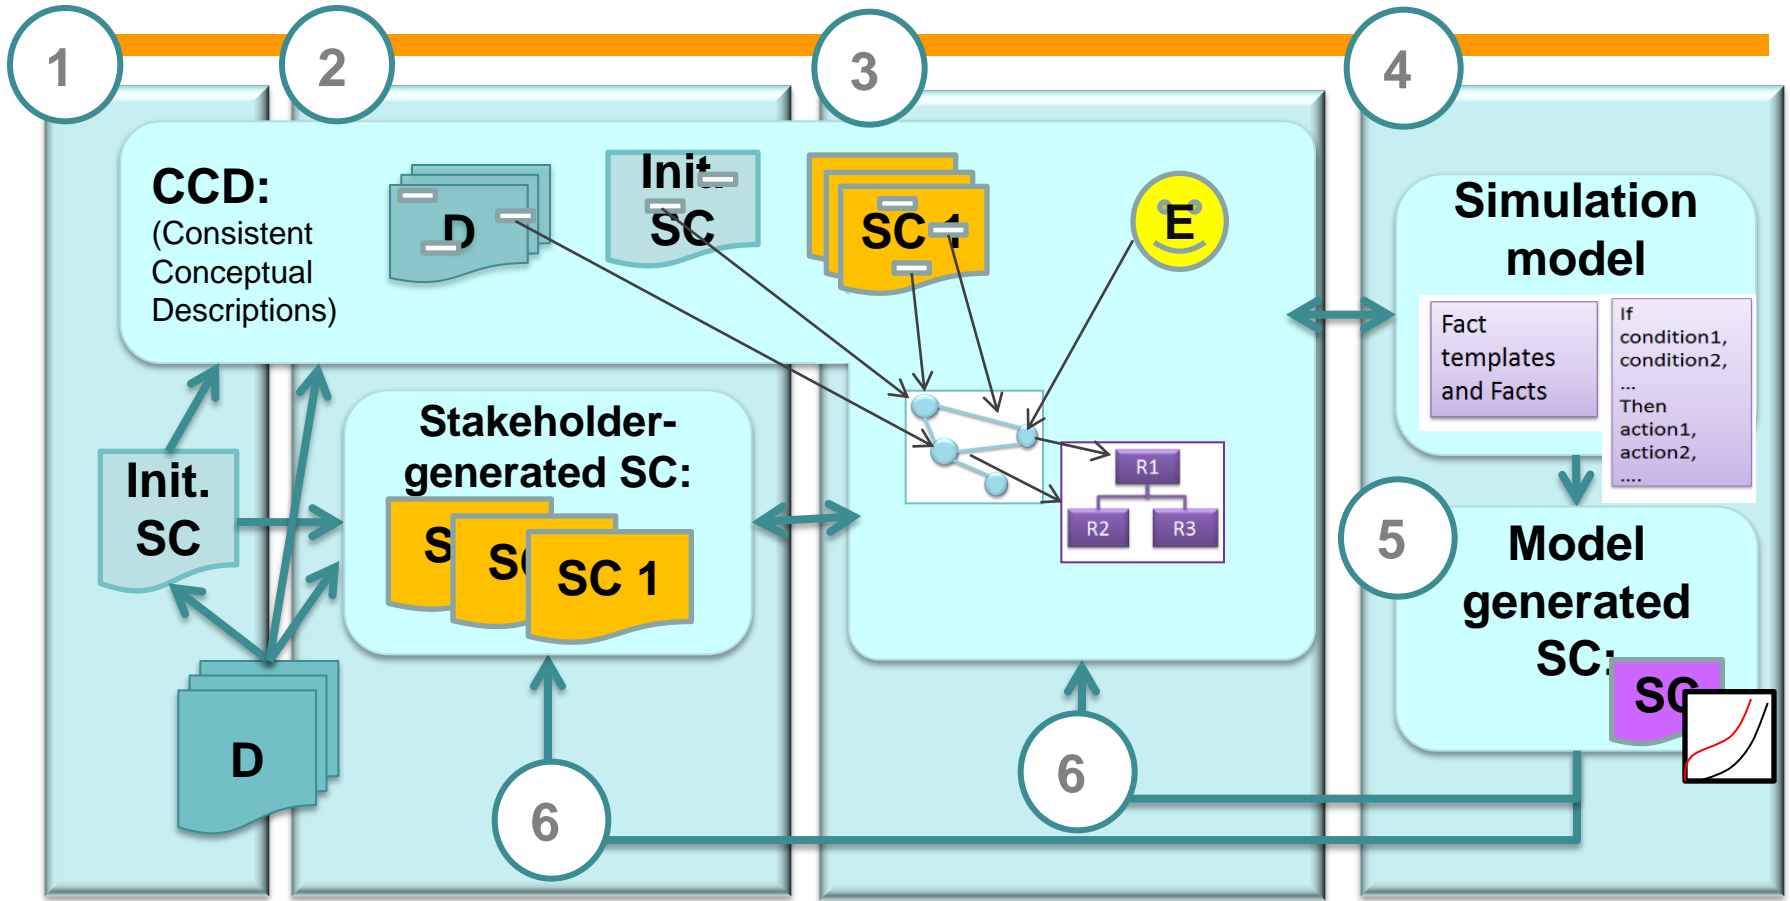 1
2
3
4
CCD:
(Consistent
Conceptual
Descriptions)
D
Init.
SC
SC 1
E
Simulation
model
Fact
templates
and Facts
If
condition1,
condition2,
...
Then
action1,
action2,
....
Init.
SC
Stakeholder-
generated SC:
S
SC
SC 1
R1
R2
R3
5
Model
generated
SC:
SC
D
6
6